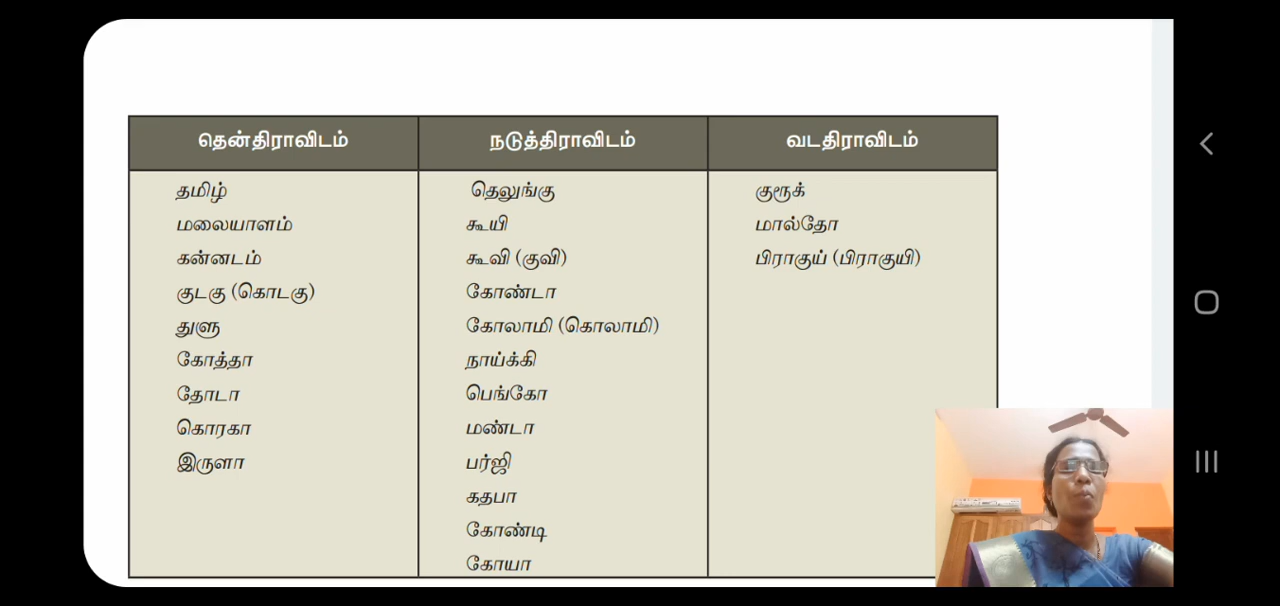 தென்திராவிடம் நடுத்திராவிடம் வடதிராவிடம்
தமிழ் தெலுங்கு குரூக்
மலையாளம் கூயி மால்தோ
கன்னடம் கூவி (குவி) பிராகுய் (பிராகுயி)
குடகு (கொடகு) கோண்டா
துளு கோலாமி (கொலாமி)
கோத்தா நாய்க்கி
தோடா பெங்கோ
கொரகா மண்டா
இருளா பர்ஜி
கதபா
கோண்டி
கோயா